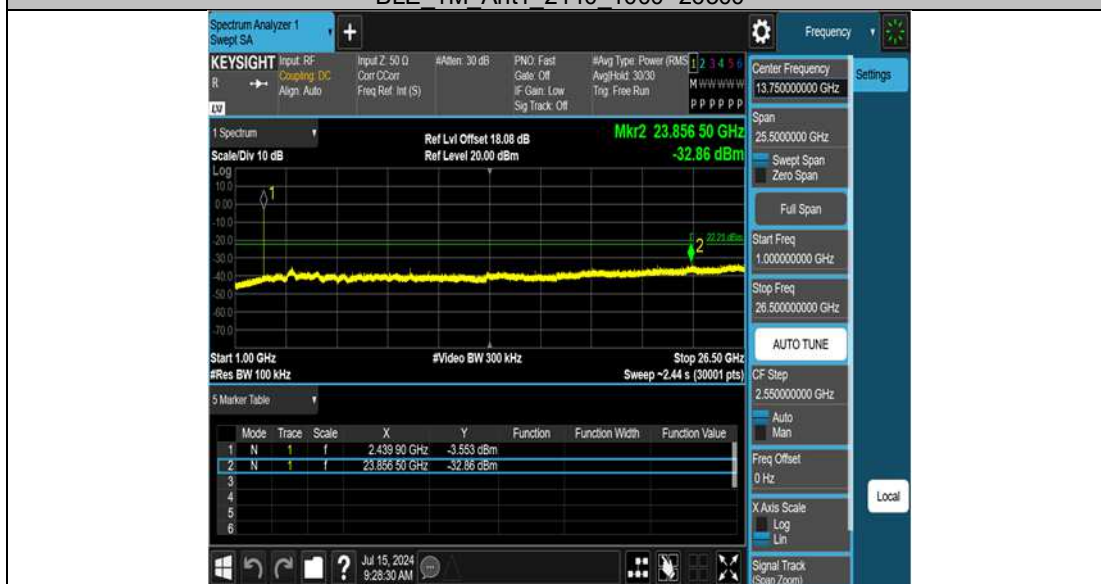 Spectrum Analyzer 1
Swept SA
+
Frequency
KEYSIGHT
R
Input: RF
Coupling: DC
Align: Auto
Input Z: 50 Ω
Corr CCorr
Freq Ref: Int (S)
#Atten: 30 dB
PNO: Fast
Gate: Off
IF Gain: Low
Sig Track: Off
#Avg Type: Power (RMS
Avg|Hold: 30/30
Trig: Free Run
1 2 3 4 5 6
M W W W W W
P P P P P P
Center Frequency
13.750000000 GHz
Settings
1 Spectrum
Scale/Div 10 dB
Ref Lvl Offset 18.08 dB
Ref Level 20.00 dBm
Mkr2 23.856 50 GHz
-32.86 dBm
Span
25.5000000 GHz
Swept Span
Zero Span
Full Span
Log
10.0
0.00
-10.0
-20.0
-30.0
-40.0
-50.0
-60.0
-70.0
1
2
Start Freq
1.000000000 GHz
Stop Freq
26.500000000 GHz
AUTO TUNE
Start 1.00 GHz
#Res BW 100 kHz
#Video BW 300 kHz
Stop 26.50 GHz
Sweep ~2.44 s (30001 pts)
CF Step
2.550000000 GHz
Auto
Man
5 Marker Table
Mode Trace Scale X Y Function Function Width Function Value
1 N 1 f 2.439 90 GHz -3.553 dBm
2 N 1 f 23.856 50 GHz -32.86 dBm
3
4
5
6
Freq Offset
0 Hz
Local
X Axis Scale
Log
Lin
Signal Track
(Span Zoom)
?
Jul 15, 2024
9:28:30 AM